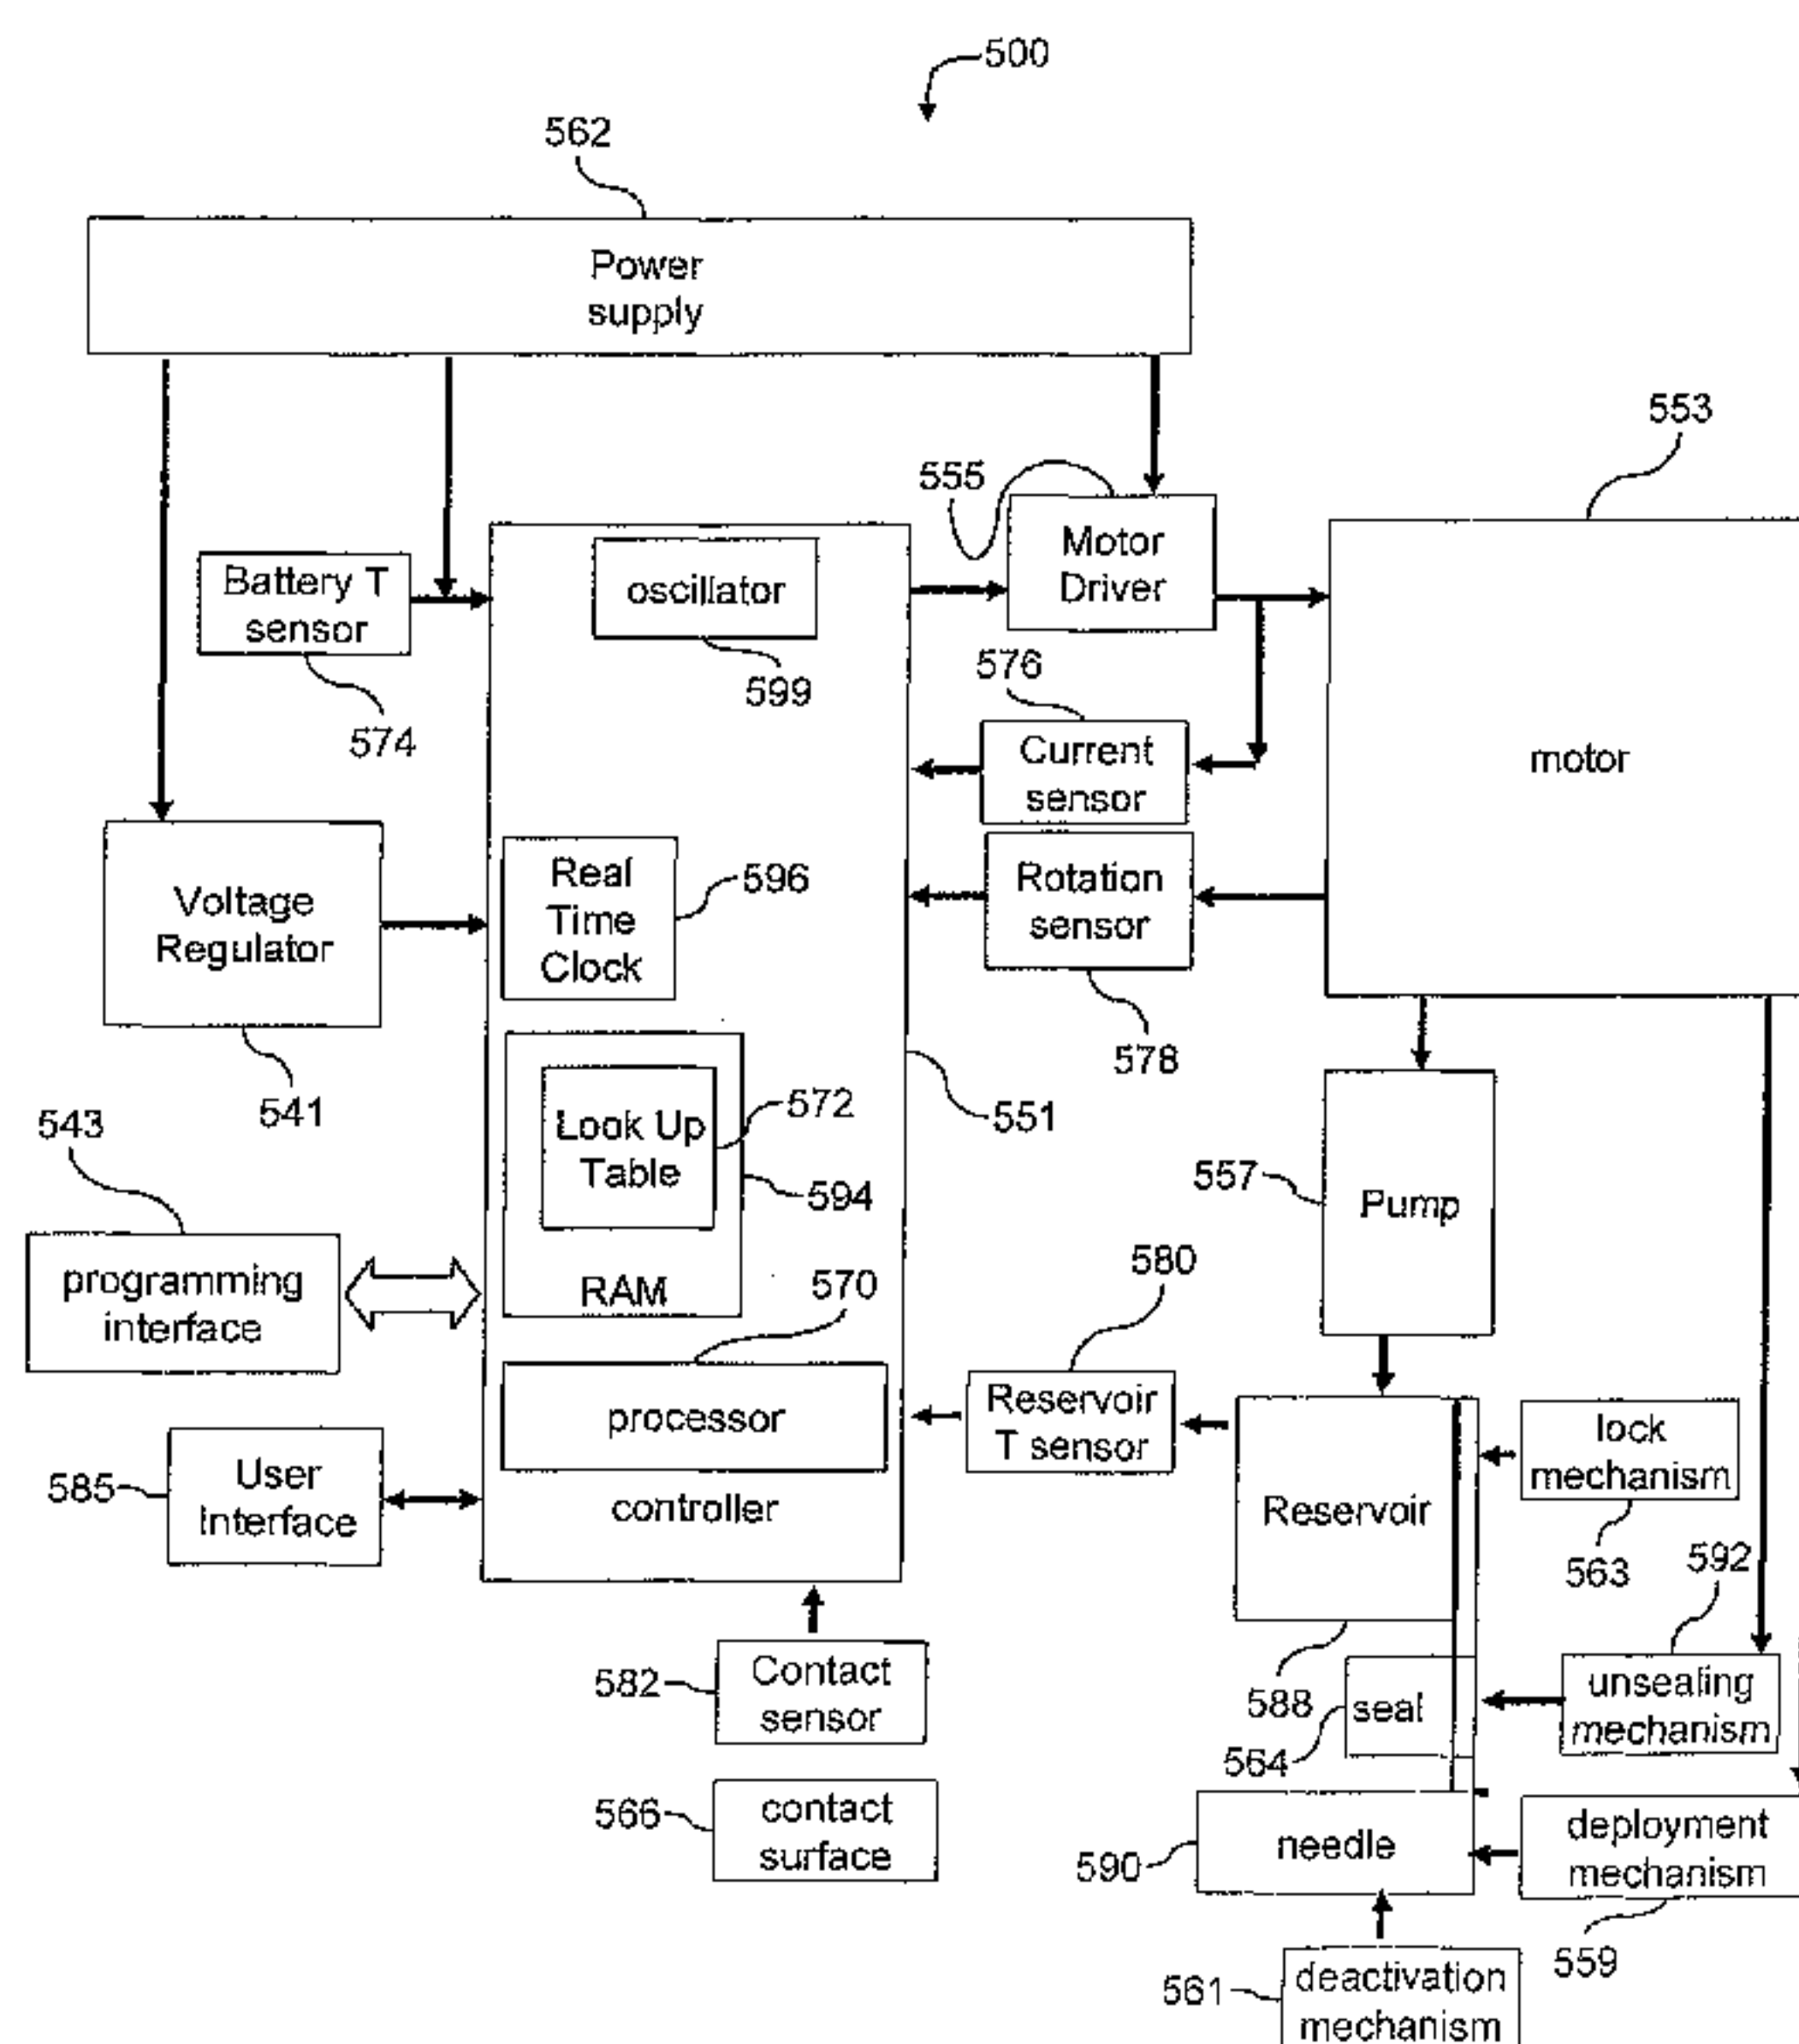 500
562
Power
supply
553
555
Motor
Driver
Battery T
sensor
574
oscillator
599
576
Current
sensor
motor
Voltage
Regulator
541
Real
Time
Clock
596
Rotation
sensor
578
551
543
programming
interface
Look Up
Table
572
594
RAM
570
processor
controller
557
Pump
580
Reservoir
T sensor
585
User
Interface
Reservoir
588
lock
mechanism
563
592
582
Contact
sensor
seal
564
unsealing
mechanism
566
contact
surface
590
needle
deployment
mechanism
559
561
deactivation
mechanism